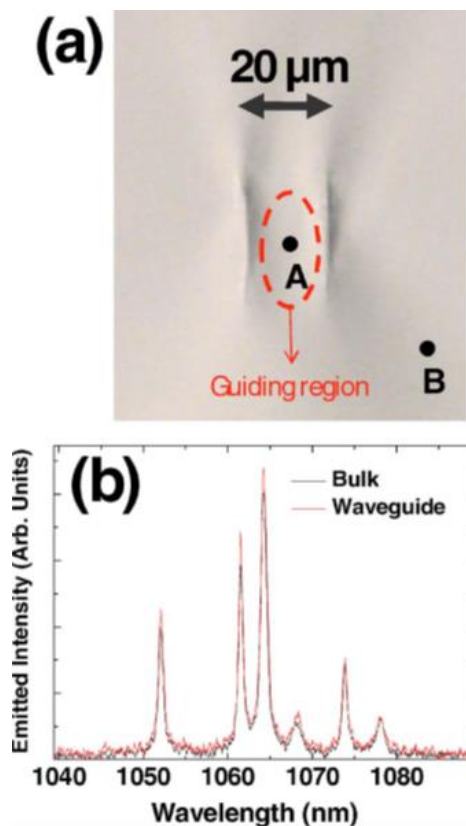 (a)
20 µm
A
Guiding region
B
(b)
Bulk
Waveguide
Emitted Intensity (Arb. Units)
1040 1050 1060 1070 1080
Wavelength (nm)